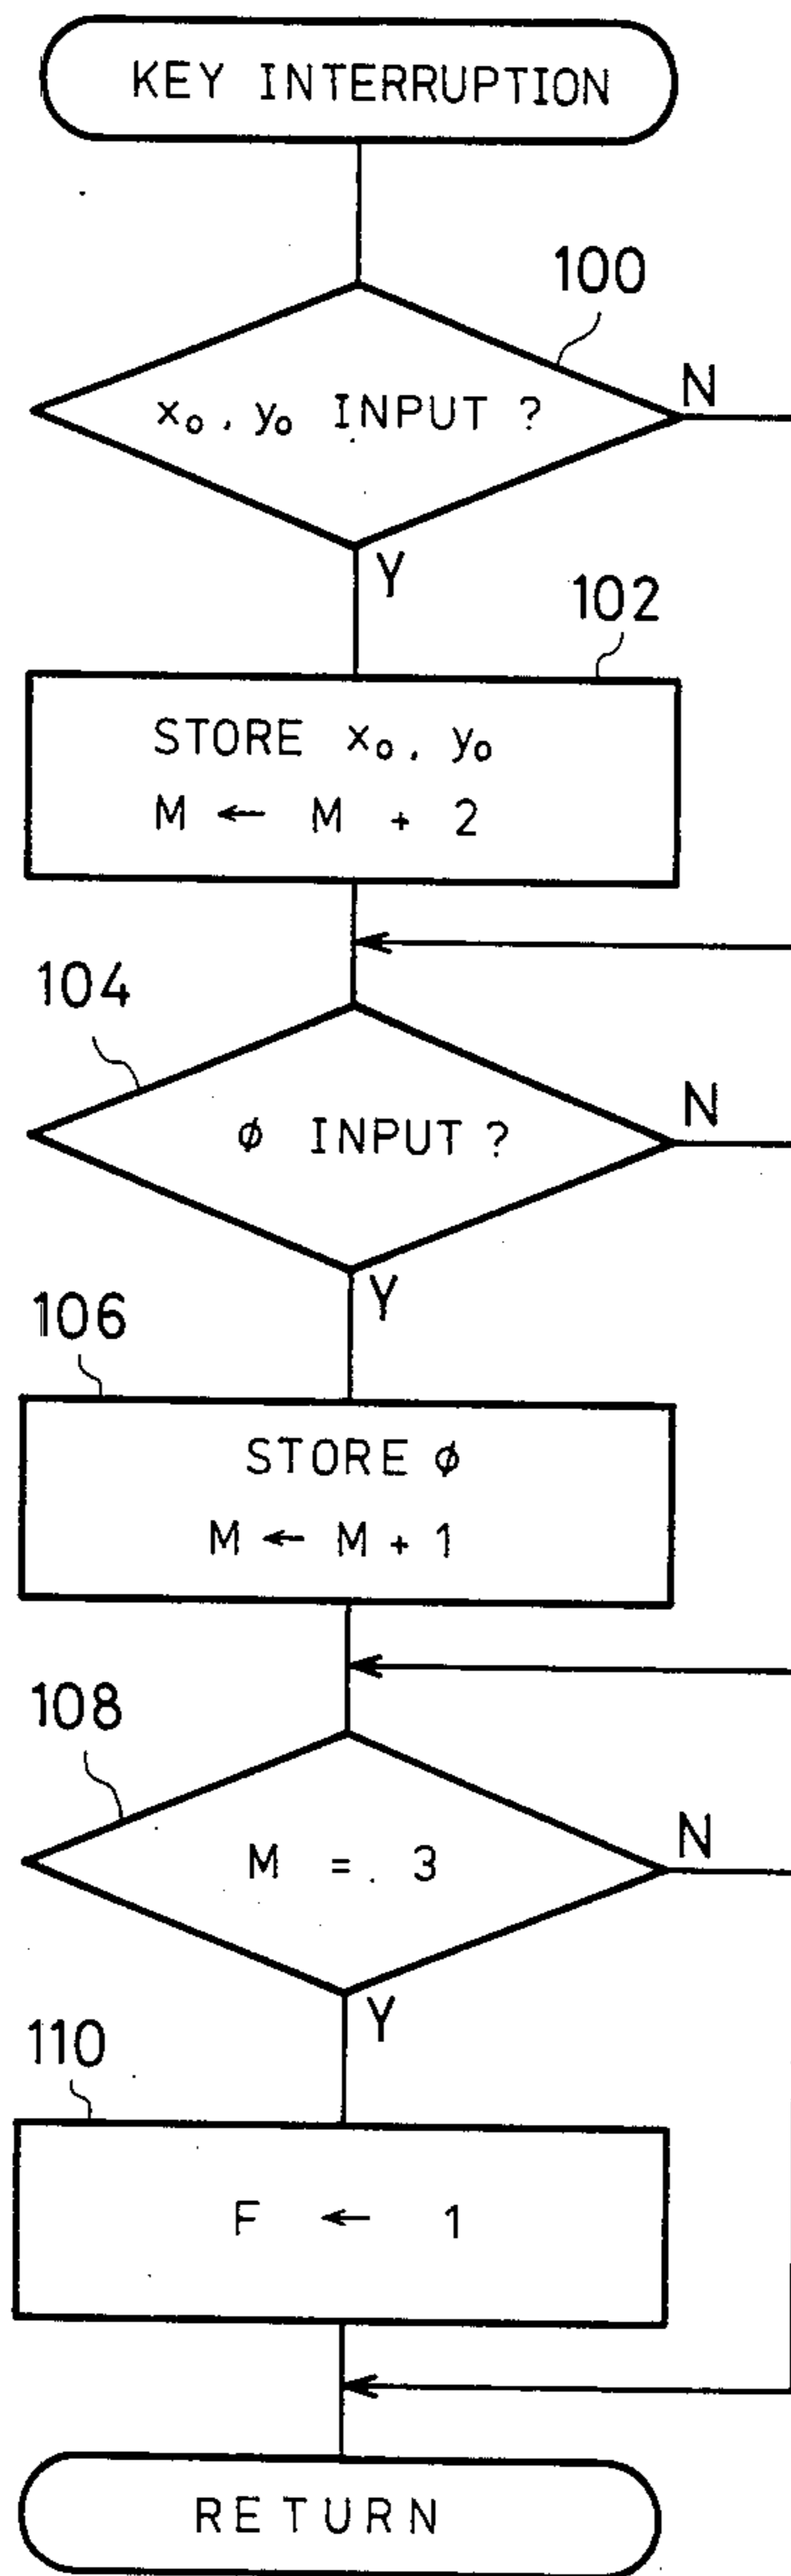 KEY INTERRUPTION
100
x₀, y₀ INPUT ?
N
Y
102
STORE x₀, y₀
M ← M + 2
104
ϕ INPUT ?
N
Y
106
STORE ϕ
M ← M + 1
108
M = 3
N
Y
110
F ← 1
RETURN